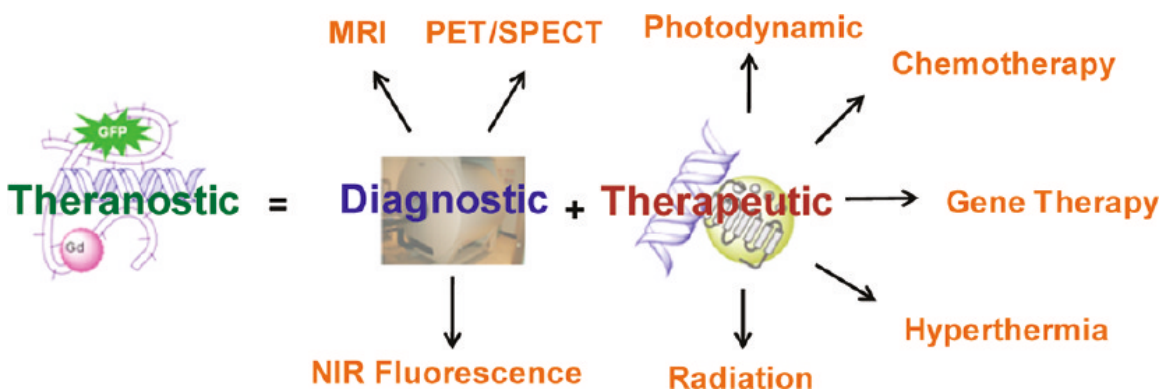 MRI PET/SPECT Photodynamic
Chemotherapy
GFP
Theranostic = Diagnostic + Therapeutic
Gene Therapy
Gd
Hyperthermia
NIR Fluorescence Radiation